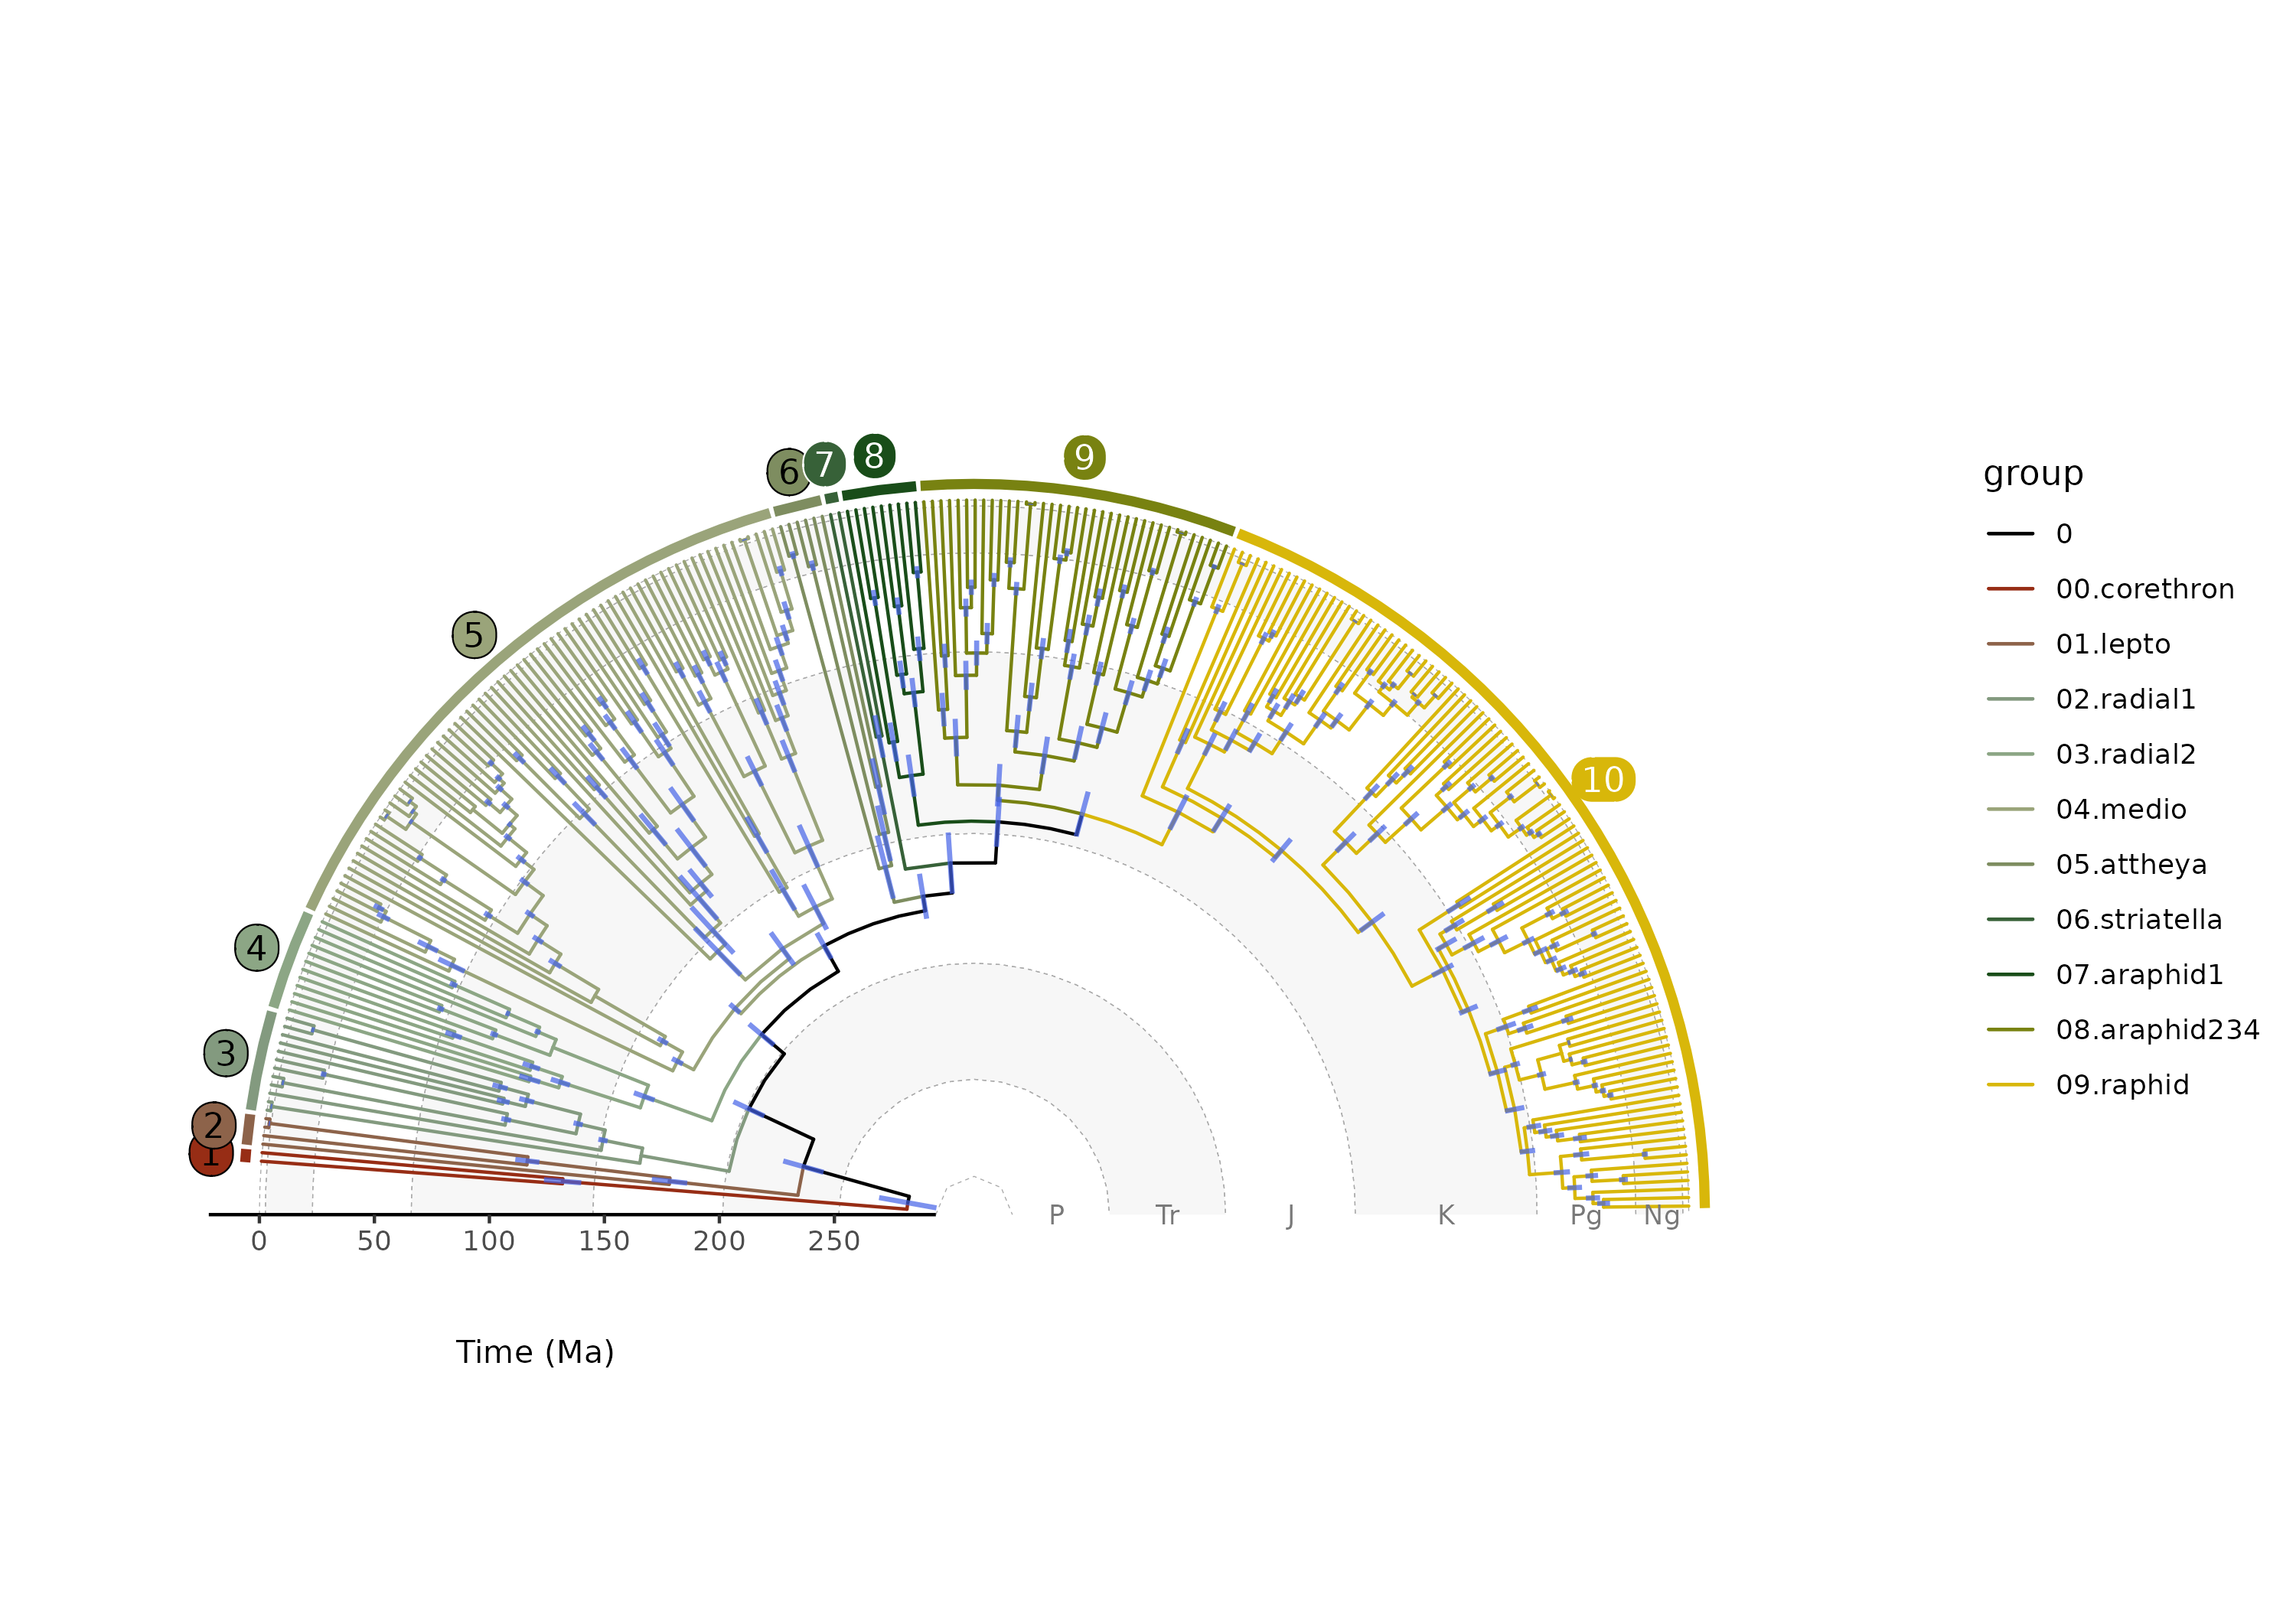 6
7
8
9
5
10
4
3
2
1
P
Tr
J
K
Pg
Ng
0
50
100
150
200
250
Time (Ma)
group
0
00.corethron
01.lepto
02.radial1
03.radial2
04.medio
05.attheya
06.striatella
07.araphid1
08.araphid234
09.raphid